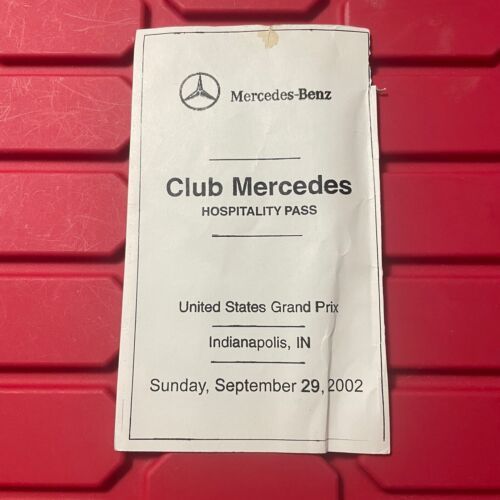 Mercedes-Benz
Club Mercedes
HOSPITALITY PASS
United States Grand Prix
Indianapolis, IN
Sunday, September 29, 2002